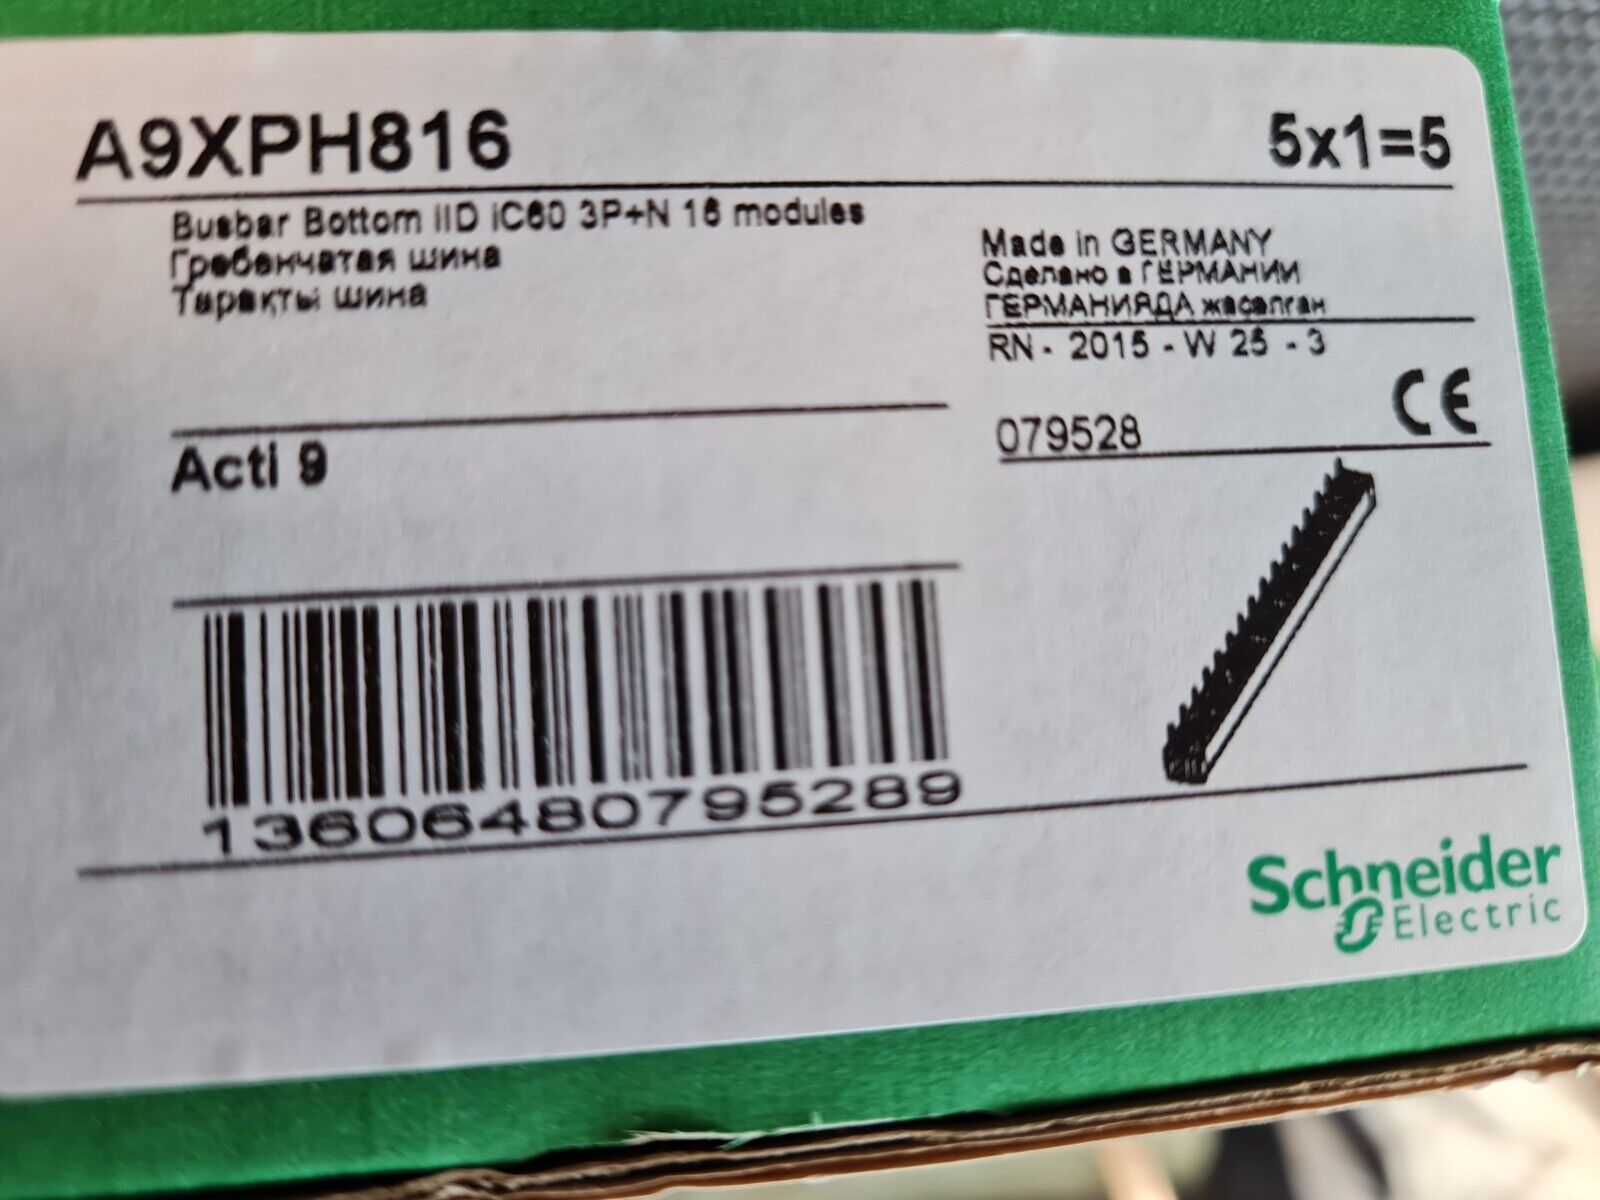 A9XPH816
5x1=5
Busbar Bottom iID iC60 3P+N 16 modules
Гребенчатая шина
Тарақты шина
Made in GERMANY
Сделано в ГЕРМАНИИ
ГЕРМАНИЯДА жасалған
RN - 2015 - W 25 - 3
079528
CE
Acti 9
13606480795289
Schneider
Electric